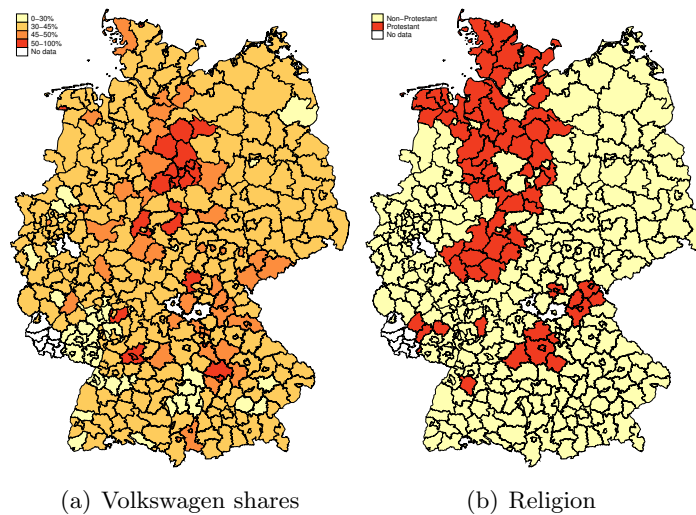 0−30%
30−45%
45−50%
50−100%
No data
Non−Protestant
Protestant
No data
(a) Volkswagen shares
(b) Religion